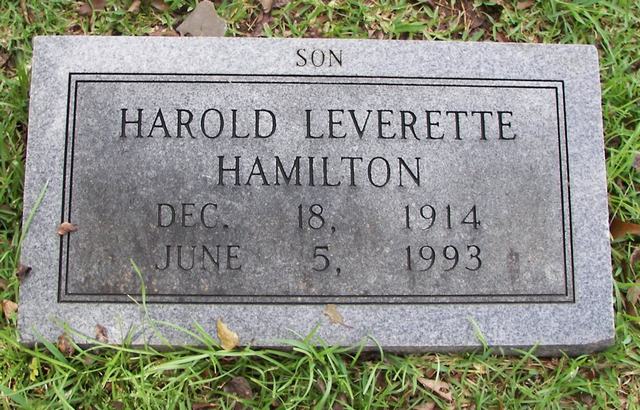 SON
HAROLD LEVERETTE
HAMILTON
DEC. 18, 1914
JUNE 5, 1993